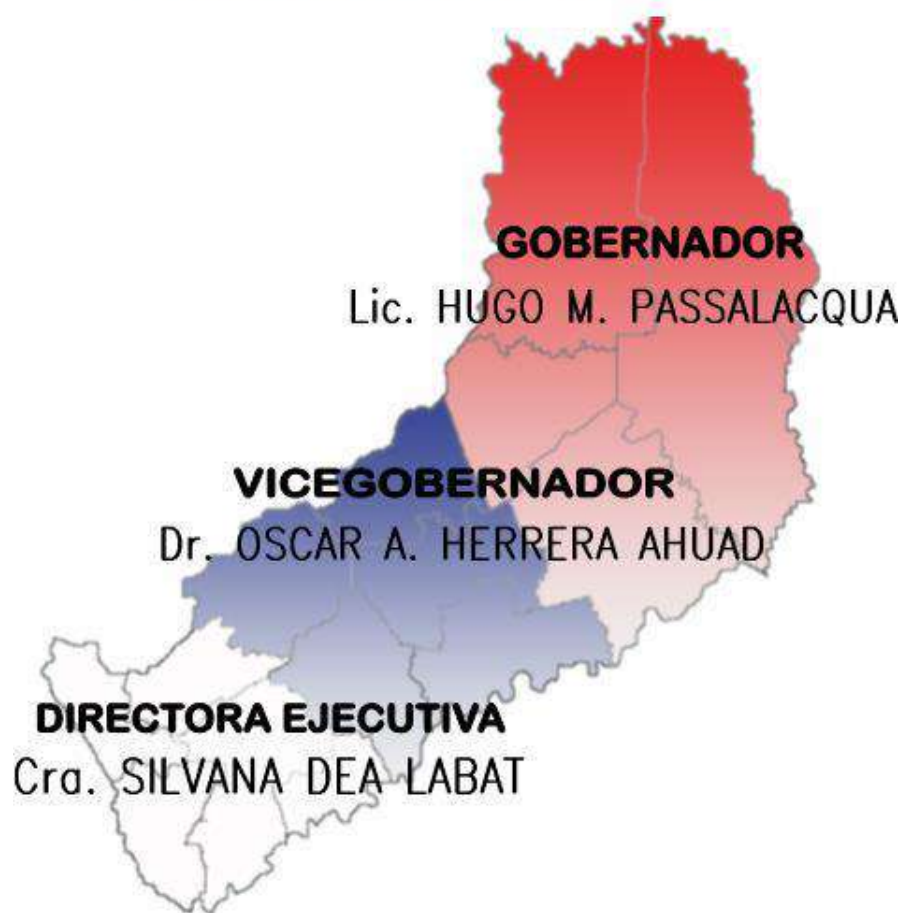 GOBERNADOR
Lic. HUGO M. PASSALACQUA
VICEGOBERNADOR
Dr. OSCAR A. HERRERA AHUAD
DIRECTORA EJECUTIVA
Cra. SILVANA DEA LABAT